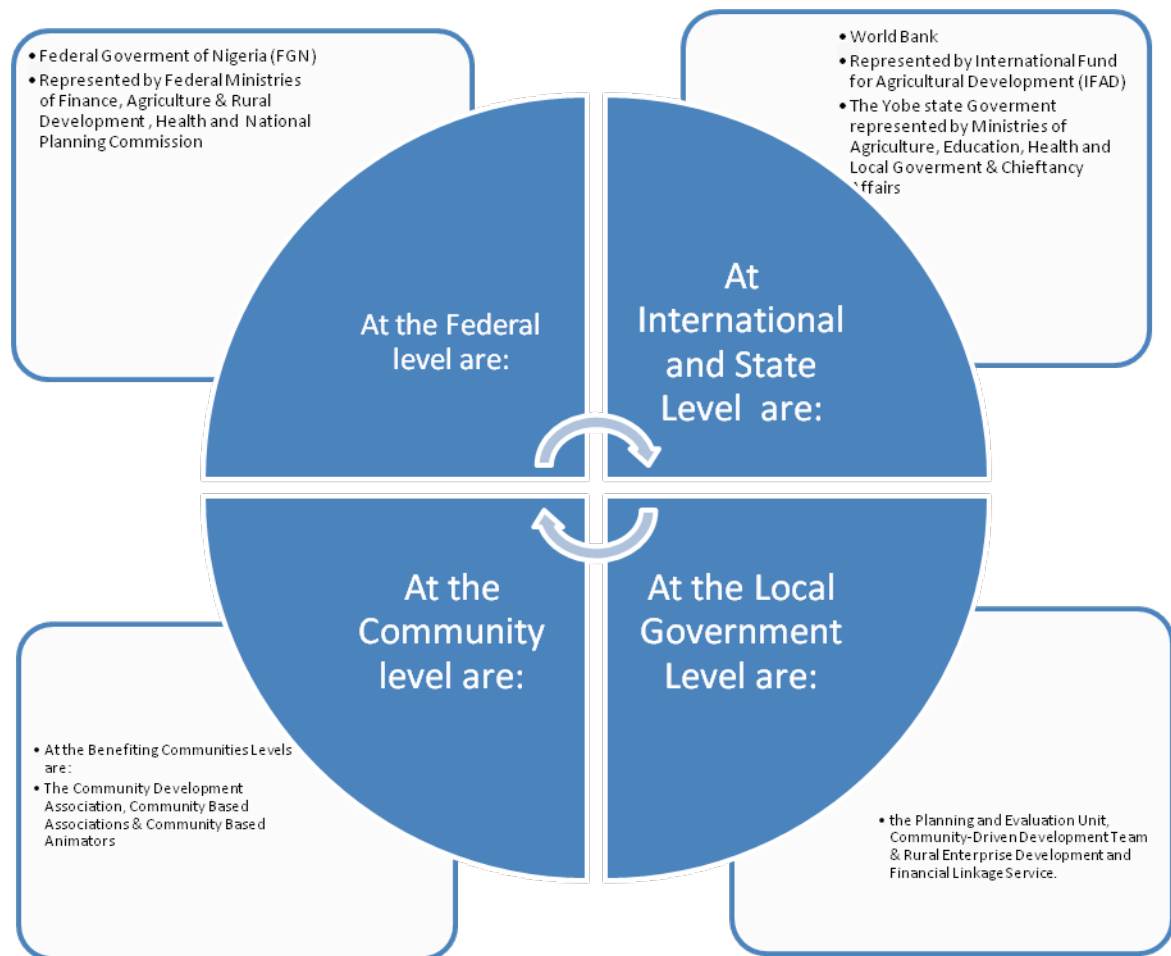 • Federal Goverment of Nigeria (FGN)
• Represented by Federal Ministries
of Finance, Agriculture & Rural
Development , Health and National
Planning Commission
• World Bank
• Represented by International Fund
for Agricultural Development (IFAD)
• The Yobe state Goverment
represented by Ministries of
Agriculture, Education, Health and
Local Goverment & Chieftancy
Affairs
At the Federal
level are:
At
International
and State
Level are:
At the
Community
level are:
At the Local
Government
Level are:
• At the Benefiting Communities Levels
are:
• The Community Development
Association, Community Based
Associations & Community Based
Animators
• the Planning and Evaluation Unit,
Community-Driven Development Team
& Rural Enterprise Development and
Financial Linkage Service.